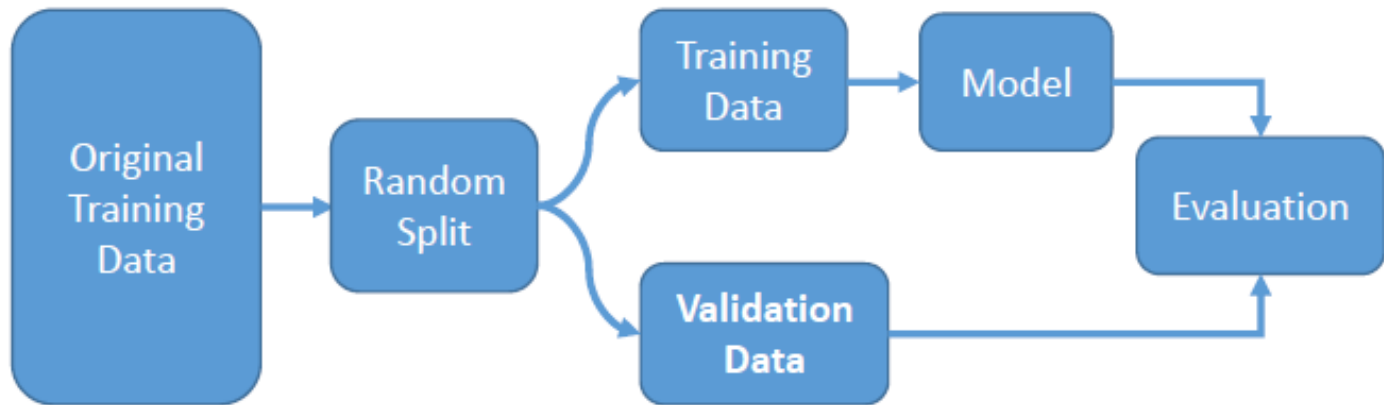 Original
Training
Data
Random
Split
Training
Data
Model
Validation
Data
Evaluation